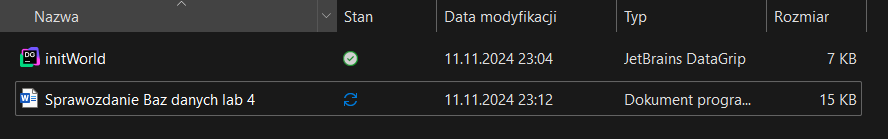 Nazwa Stan Data modyfikacji Typ Rozmiar
DG initWorld 11.11.2024 23:04 JetBrains DataGrip 7 KB
W Sprawozdanie Baz danych lab 4 11.11.2024 23:12 Dokument progra... 15 KB